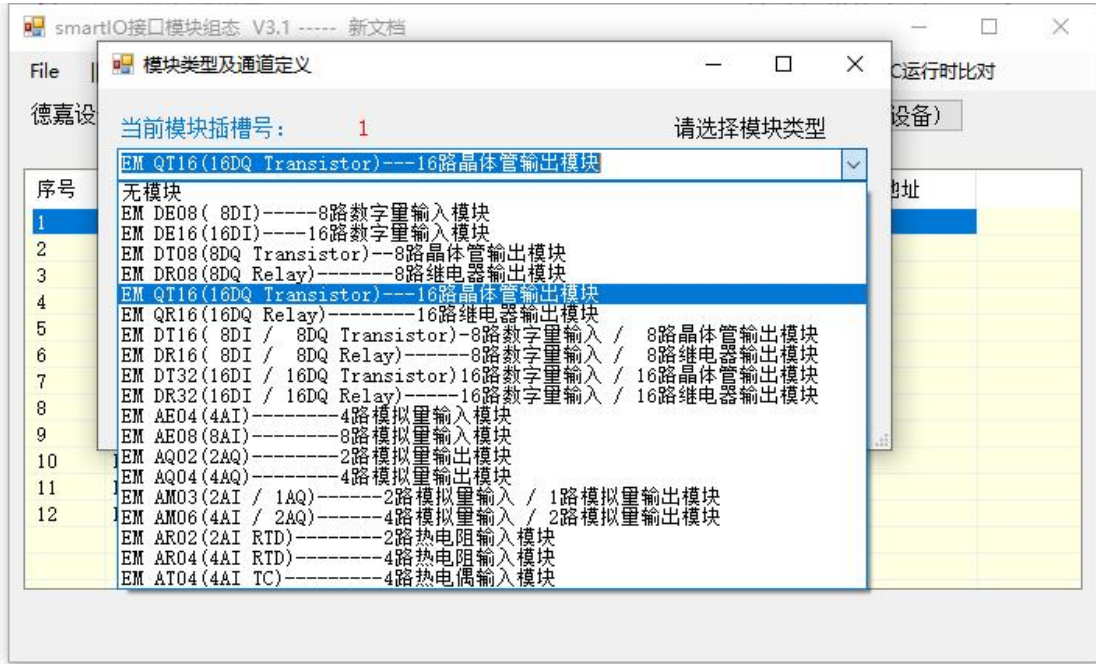 smartIO接口模块组态 V3.1 ----- 新文档
File
模块类型及通道定义
C运行时比对
德嘉设
当前模块插槽号： 1
请选择模块类型
设备）
EM QT16(16DQ Transistor)---16路晶体管输出模块
序号
地址
无模块
EM DE08( 8DI)-----8路数字量输入模块
EM DE16(16DI)----16路数字量输入模块
EM DT08(8DQ Transistor)--8路晶体管输出模块
EM DR08(8DQ Relay)-------8路继电器输出模块
EM QT16(16DQ Transistor)---16路晶体管输出模块
EM QR16(16DQ Relay)--------16路继电器输出模块
EM DT16( 8DI /  8DQ Transistor)-8路数字量输入 /  8路晶体管输出模块
EM DR16( 8DI /  8DQ Relay)------8路数字量输入 /  8路继电器输出模块
EM DT32(16DI / 16DQ Transistor)16路数字量输入 / 16路晶体管输出模块
EM DR32(16DI / 16DQ Relay)-----16路数字量输入 / 16路继电器输出模块
EM AE04(4AI)--------4路模拟量输入模块
EM AE08(8AI)--------8路模拟量输入模块
EM AQ02(2AQ)--------2路模拟量输出模块
EM AQ04(4AQ)--------4路模拟量输出模块
EM AM03(2AI / 1AQ)------2路模拟量输入 / 1路模拟量输出模块
EM AM06(4AI / 2AQ)------4路模拟量输入 / 2路模拟量输出模块
EM AR02(2AI RTD)--------2路热电阻输入模块
EM AR04(4AI RTD)--------4路热电阻输入模块
EM AT04(4AI TC)---------4路热电偶输入模块
1
2
3
4
5
6
7
8
9
10
11
12